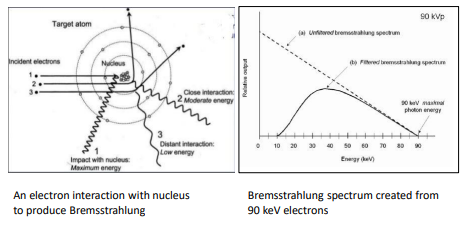 Target atom
Incident electrons
Nucleus
1
2
3
Close interaction:
2 Moderate energy
3
Distant interaction:
Low energy
1
Impact with nucleus:
Maximum energy
90 kVp
(a) Unfiltered bremsstrahlung spectrum
(b) Filtered bremsstrahlung spectrum
90 keV maximal
photon energy
Relative output
0 10 20 30 40 50 60 70 80 90
Energy (keV)
An electron interaction with nucleus
to produce Bremsstrahlung
Bremsstrahlung spectrum created from
90 keV electrons